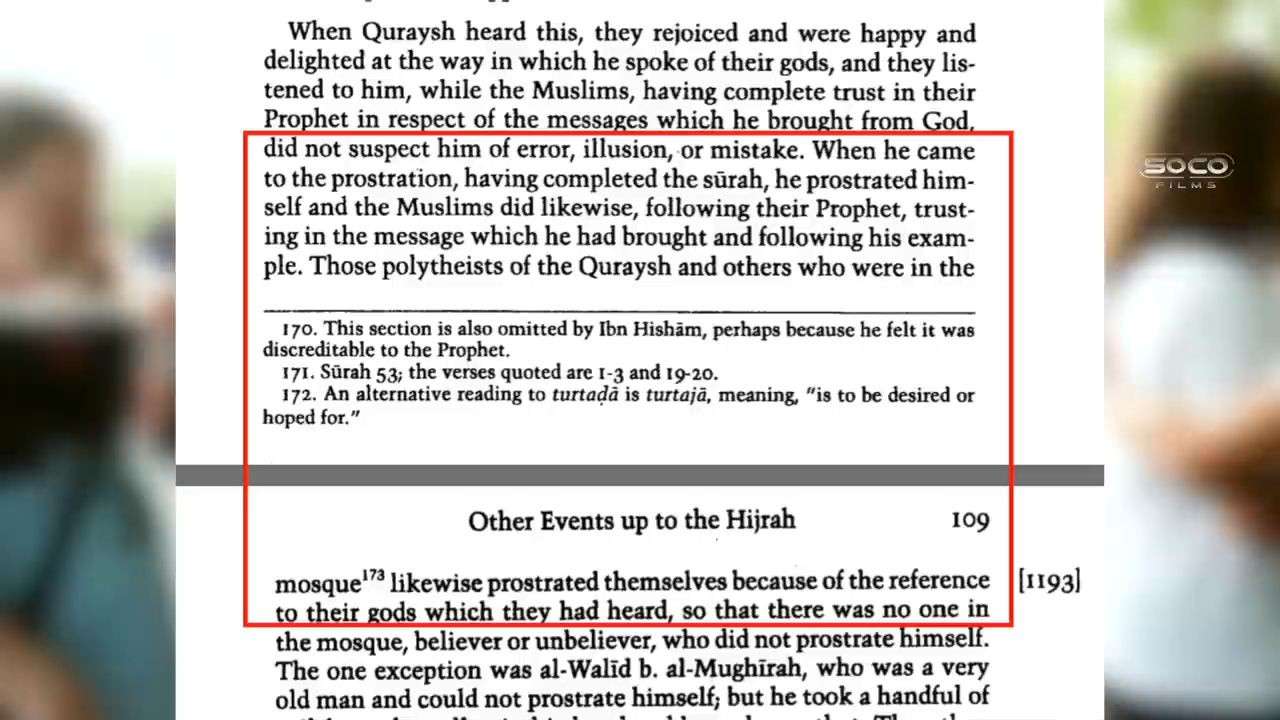 When Quraysh heard this, they rejoiced and were happy and
delighted at the way in which he spoke of their gods, and they lis-
tened to him, while the Muslims, having complete trust in their
Prophet in respect of the messages which he brought from God,
did not suspect him of error, illusion, or mistake. When he came
to the prostration, having completed the sūrah, he prostrated him-
self and the Muslims did likewise, following their Prophet, trust-
ing in the message which he had brought and following his exam-
ple. Those polytheists of the Quraysh and others who were in the
170. This section is also omitted by Ibn Hishām, perhaps because he felt it was
discreditable to the Prophet.
171. Sūrah 53; the verses quoted are 1-3 and 19-20.
172. An alternative reading to turtaḍā is turtajā, meaning, "is to be desired or
hoped for."
Other Events up to the Hijrah 109
mosque173 likewise prostrated themselves because of the reference [1193]
to their gods which they had heard, so that there was no one in
the mosque, believer or unbeliever, who did not prostrate himself.
The one exception was al-Walīd b. al-Mughīrah, who was a very
old man and could not prostrate himself; but he took a handful of
SOCO
FILMS